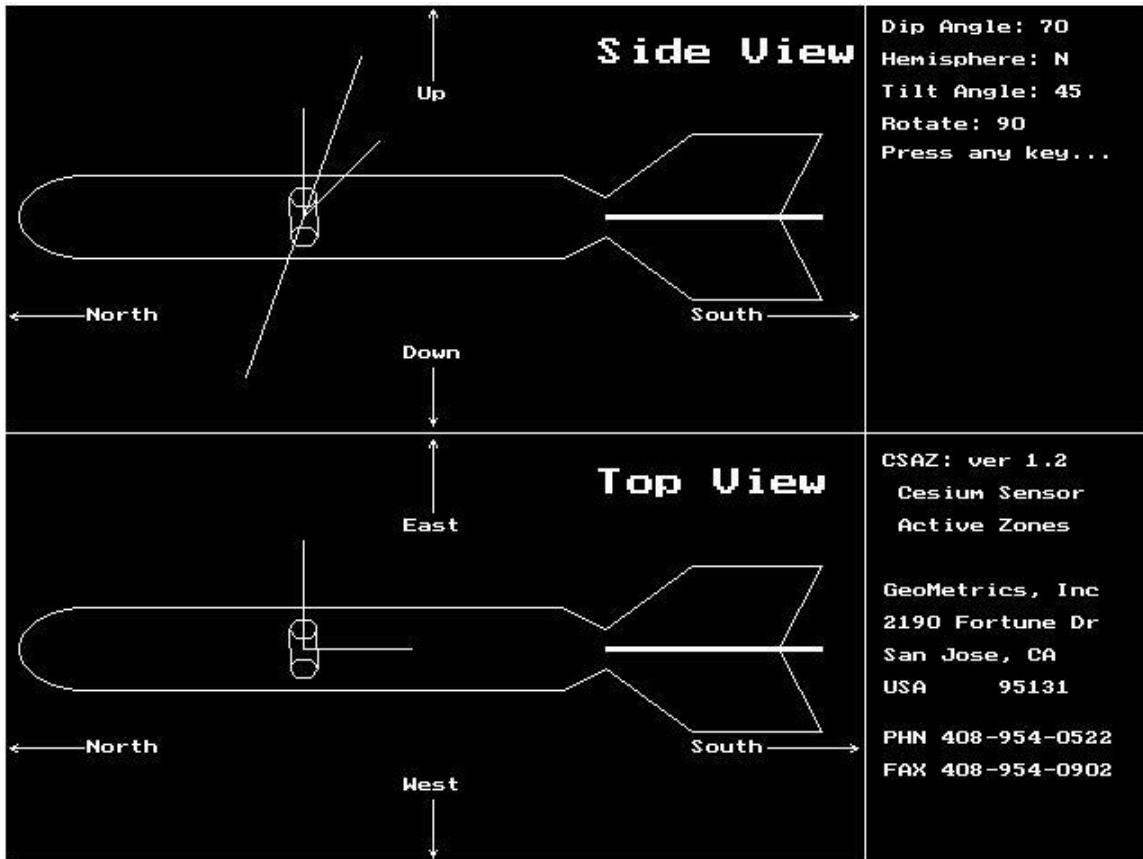 Side View
Up
North
South
Down
Dip Angle: 70
Hemisphere: N
Tilt Angle: 45
Rotate: 90
Press any key...
Top View
East
North
South
West
CSAZ: ver 1.2
Cesium Sensor
Active Zones
GeoMetrics, Inc
2190 Fortune Dr
San Jose, CA
USA 95131
PHN 408-954-0522
FAX 408-954-0902